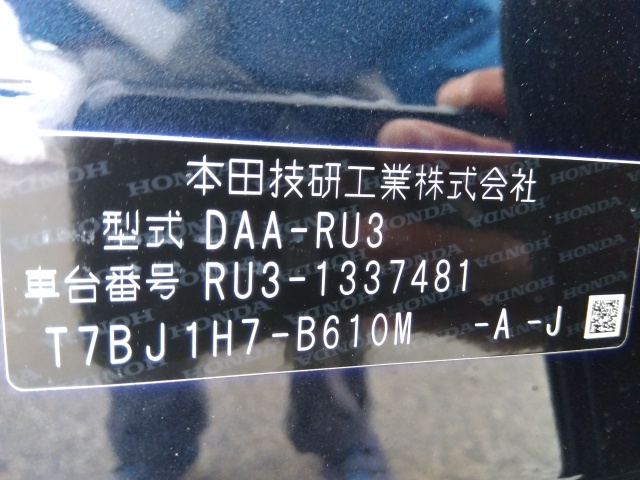 本田技研工業株式会社
型式 DAA-RU3
車台番号 RU3-1337481
T7BJ1H7-B610M -A-J